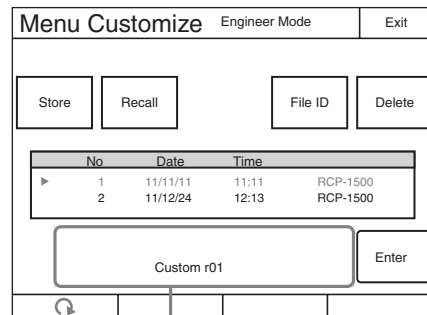 Menu Customize Engineer Mode Exit
Store Recall File ID Delete
No Date Time
1 11/11/11 11:11 RCP-1500
2 11/12/24 12:13 RCP-1500
Custom r01 Enter